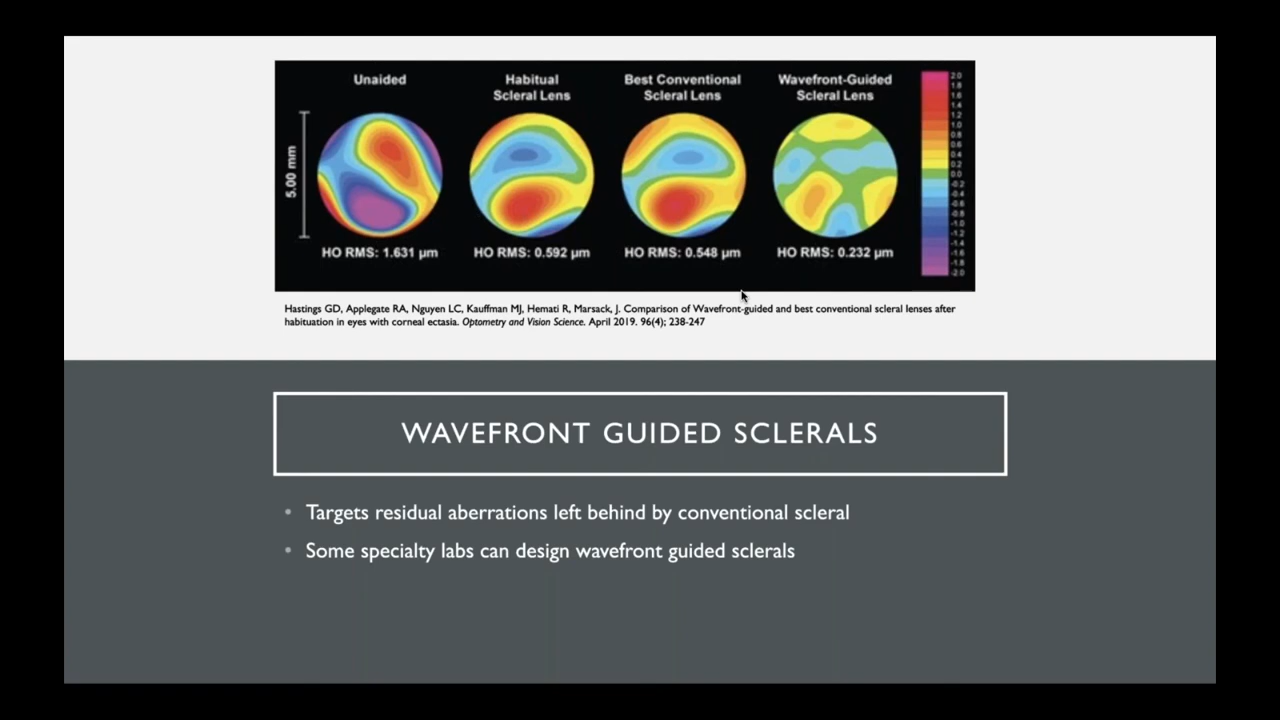 Unaided
Habitual
Scleral Lens
Best Conventional
Scleral Lens
Wavefront-Guided
Scleral Lens
5.00 mm
HO RMS: 1.631 µm
HO RMS: 0.592 µm
HO RMS: 0.548 µm
HO RMS: 0.232 µm
2.0
1.8
1.6
1.4
1.2
1.0
0.8
0.6
0.4
0.2
0.0
-0.2
-0.4
-0.6
-0.8
-1.0
-1.2
-1.4
-1.6
-1.8
-2.0
Hastings GD, Applegate RA, Nguyen LC, Kauffman MJ, Hemati R, Marsack, J. Comparison of Wavefront-guided and best conventional scleral lenses after
habituation in eyes with corneal ectasia. Optometry and Vision Science. April 2019. 96(4); 238-247
WAVEFRONT GUIDED SCLERALS
• Targets residual aberrations left behind by conventional scleral
• Some specialty labs can design wavefront guided sclerals